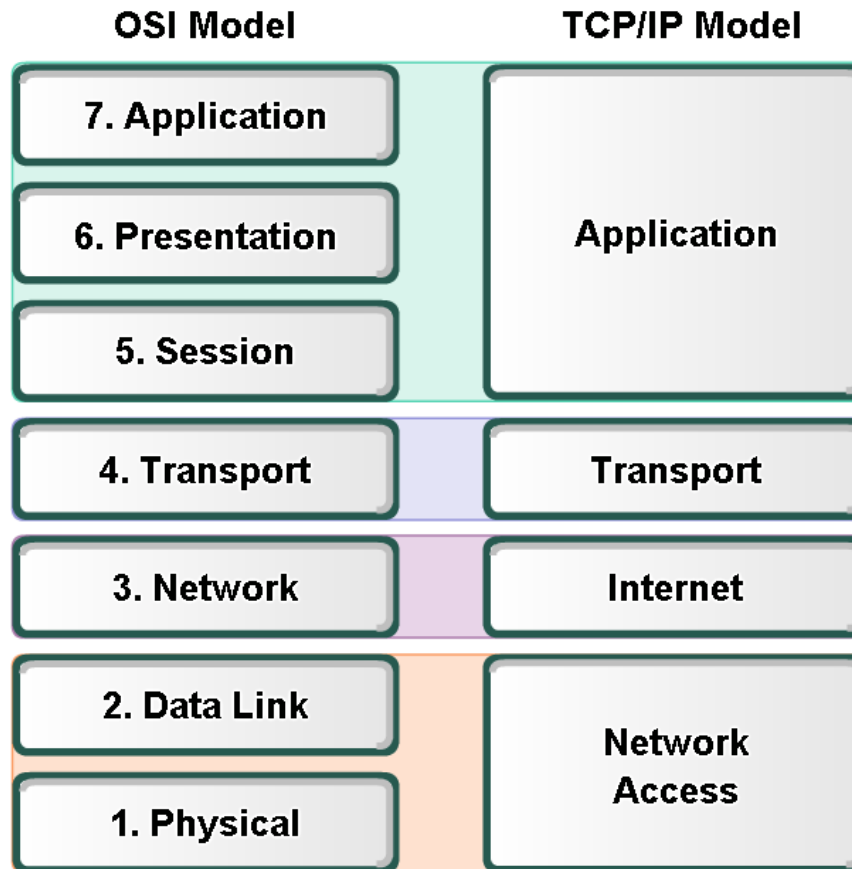 OSI Model
TCP/IP Model
7. Application
6. Presentation
5. Session
Application
4. Transport
Transport
3. Network
Internet
2. Data Link
1. Physical
Network
Access